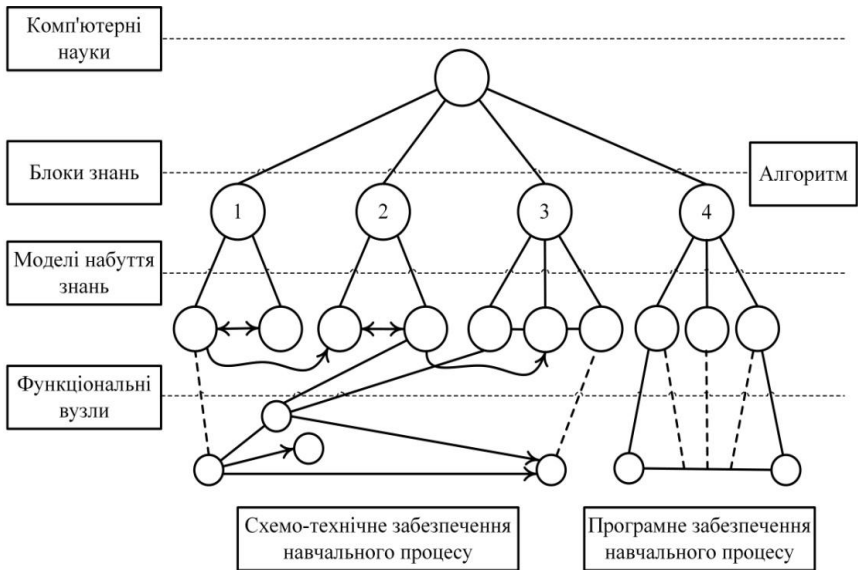 Комп'ютерні
науки
Блоки знань
Алгоритм
1
2
3
4
Моделі набуття
знань
Функціональні
вузли
Схемо-технічне забезпечення
навчального процесу
Програмне забезпечення
навчального процесу